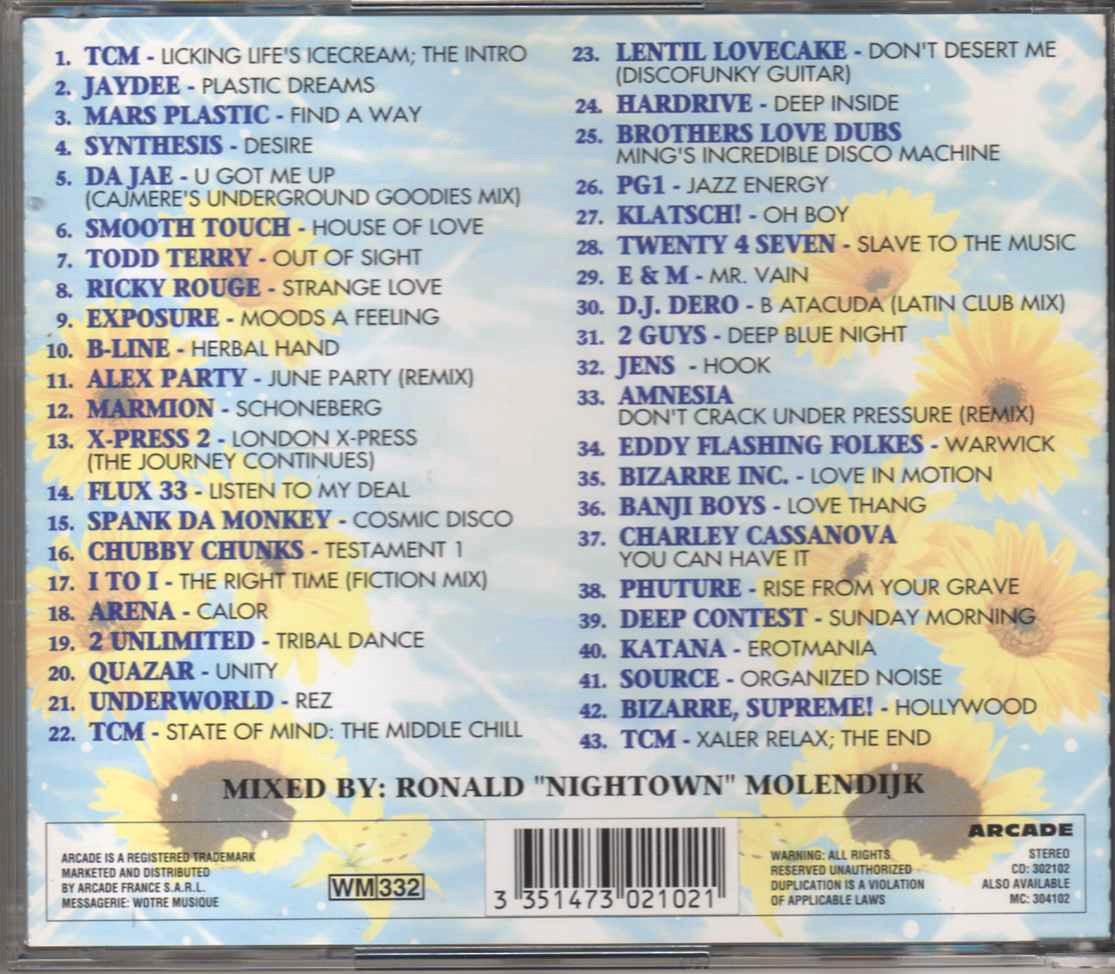 1. TCM - LICKING LIFE'S ICECREAM; THE INTRO
2. JAYDEE - PLASTIC DREAMS
3. MARS PLASTIC - FIND A WAY
4. SYNTHESIS - DESIRE
5. DA JAE - U GOT ME UP
(CAJMERE'S UNDERGROUND GOODIES MIX)
6. SMOOTH TOUCH - HOUSE OF LOVE
7. TODD TERRY - OUT OF SIGHT
8. RICKY ROUGE - STRANGE LOVE
9. EXPOSURE - MOODS A FEELING
10. B-LINE - HERBAL HAND
11. ALEX PARTY - JUNE PARTY (REMIX)
12. MARMION - SCHONEBERG
13. X-PRESS 2 - LONDON X-PRESS
(THE JOURNEY CONTINUES)
14. FLUX 33 - LISTEN TO MY DEAL
15. SPANK DA MONKEY - COSMIC DISCO
16. CHUBBY CHUNKS - TESTAMENT 1
17. I TO I - THE RIGHT TIME (FICTION MIX)
18. ARENA - CALOR
19. 2 UNLIMITED - TRIBAL DANCE
20. QUAZAR - UNITY
21. UNDERWORLD - REZ
22. TCM - STATE OF MIND: THE MIDDLE CHILL
23. LENTIL LOVECAKE - DON'T DESERT ME
(DISCOFUNKY GUITAR)
24. HARDRIVE - DEEP INSIDE
25. BROTHERS LOVE DUBS
MING'S INCREDIBLE DISCO MACHINE
26. PG1 - JAZZ ENERGY
27. KLATSCH! - OH BOY
28. TWENTY 4 SEVEN - SLAVE TO THE MUSIC
29. E & M - MR. VAIN
30. D.J. DERO - B ATACUDA (LATIN CLUB MIX)
31. 2 GUYS - DEEP BLUE NIGHT
32. JENS - HOOK
33. AMNESIA
DON'T CRACK UNDER PRESSURE (REMIX)
34. EDDY FLASHING FOLKES - WARWICK
35. BIZARRE INC. - LOVE IN MOTION
36. BANJI BOYS - LOVE THANG
37. CHARLEY CASSANOVA
YOU CAN HAVE IT
38. PHUTURE - RISE FROM YOUR GRAVE
39. DEEP CONTEST - SUNDAY MORNING
40. KATANA - EROTMANIA
41. SOURCE - ORGANIZED NOISE
42. BIZARRE, SUPREME! - HOLLYWOOD
43. TCM - XALER RELAX; THE END
MIXED BY: RONALD "NIGHTOWN" MOLENDIJK
ARCADE IS A REGISTERED TRADEMARK
MARKETED AND DISTRIBUTED
BY ARCADE FRANCE S.A.R.L.
MESSAGERIE: WOTRE MUSIQUE
WM 332
3 351473 021021
WARNING: ALL RIGHTS
RESERVED UNAUTHORIZED
DUPLICATION IS A VIOLATION
OF APPLICABLE LAWS
ARCADE
STEREO
CD: 302102
ALSO AVAILABLE
MC: 304102